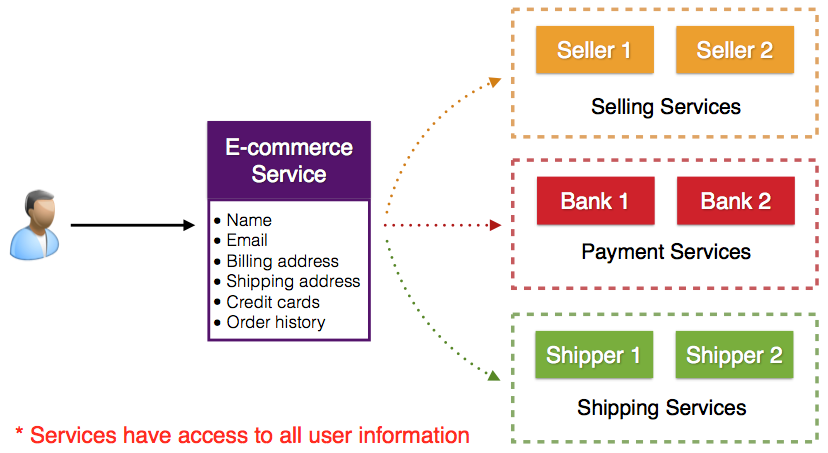 Seller 1
Seller 2
Selling Services
E-commerce
Service
• Name
• Email
• Billing address
• Shipping address
• Credit cards
• Order history
Bank 1
Bank 2
Payment Services
Shipper 1
Shipper 2
Shipping Services
* Services have access to all user information